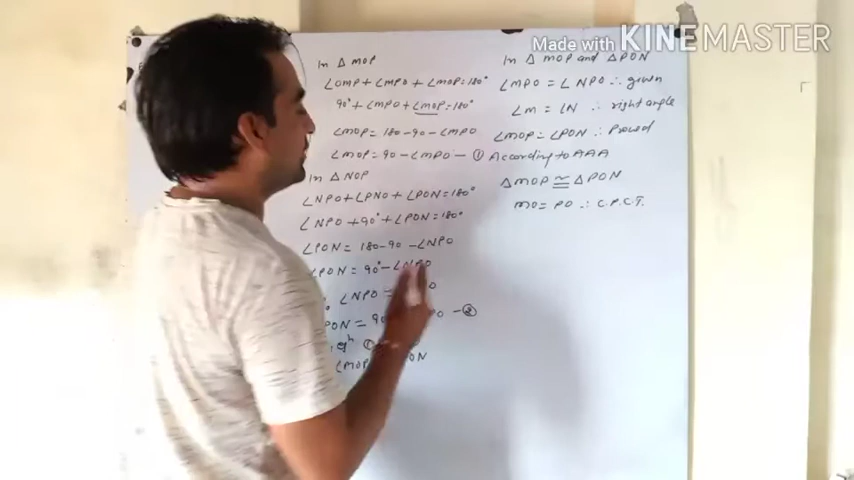 Made with KINEMASTER
In △ MOP
∠OMP + ∠MPO + ∠MOP = 180°
90° + ∠MPO + ∠MOP = 180°
∠MOP = 180 - 90 - ∠MPO
∠MOP = 90 - ∠MPO - ①
In △ NOP
∠NPO + ∠PNO + ∠PON = 180°
∠NPO + 90° + ∠PON = 180°
∠PON = 180 - 90 - ∠NPO
∠PON = 90° - ∠NPO
∠NPO =
PON = 90 PO - ②
∠MOP ON
In △ MOP and △ PON
∠MPO = ∠NPO ∴ given
∠M = ∠N ∴ right angle
∠MOP = ∠PON ∴ Proved
According to AAA
△MOP ≅ △PON
MO = PO ∴ C.P.C.T.